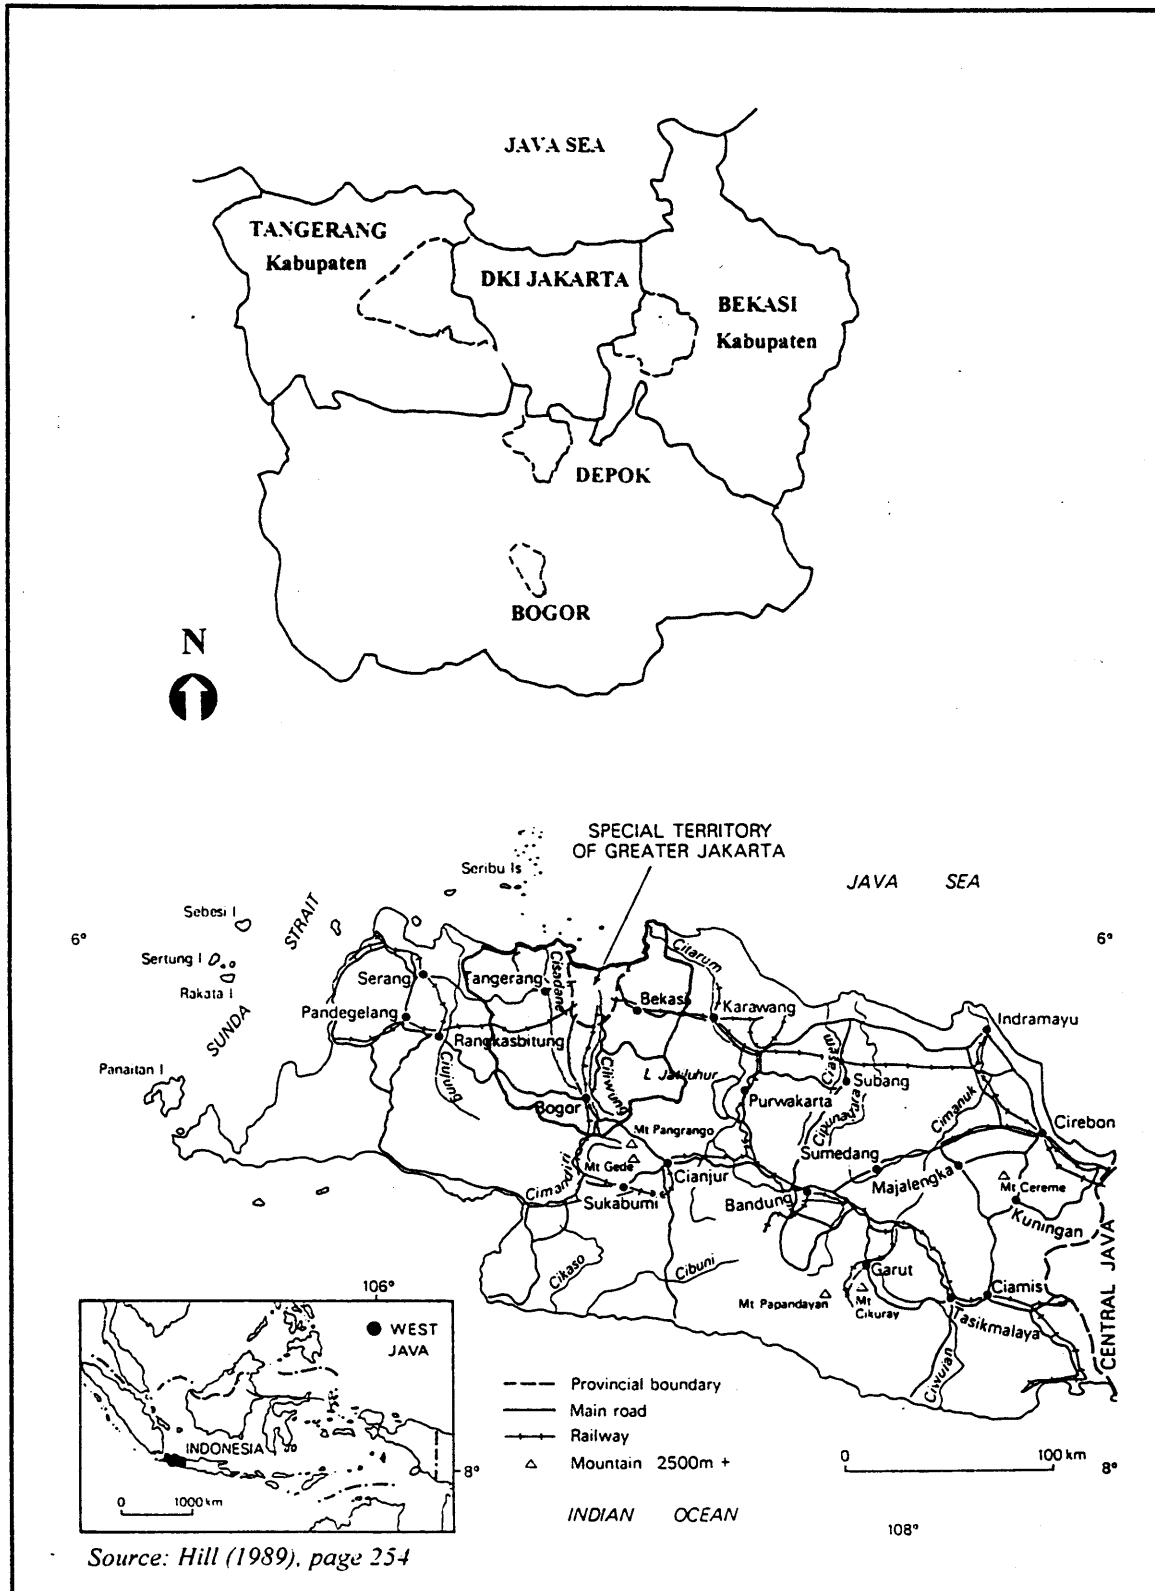 JAVA SEA
TANGERANG
Kabupaten
DKI JAKARTA
BEKASI
Kabupaten
DEPOK
BOGOR
N
SPECIAL TERRITORY
OF GREATER JAKARTA
Seribu Is
JAVA SEA
Sebesi I
STRAIT
6°
6°
Sertung I
Rakata I
SUNDA
Serang
Tangerang
Cisadane
Citarum
Bekasi
Karawang
Pandegelang
Rangkasbitung
Indramayu
Ciujung
Ciliwung
L Jatiluhur
Ciasem
Subang
Panaitan I
Bogor
Purwakarta
Cipunagara
Cimanuk
Cirebon
Mt Pangrango
Sumedang
Mt Gede
Cianjur
Majalengka
Mt Cereme
Cimandiri
Sukabumi
Bandung
Kuningan
Cikaso
Cibuni
Garut
CENTRAL JAVA
Ciamis
Mt Papandayan
Mt
Cikuray
Tasikmalaya
Ciwulan
106°
WEST
JAVA
INDONESIA
0 1000 km
8°
Provincial boundary
Main road
Railway
Mountain 2500m +
0 100 km
8°
INDIAN OCEAN
108°
Source: Hill (1989), page 254